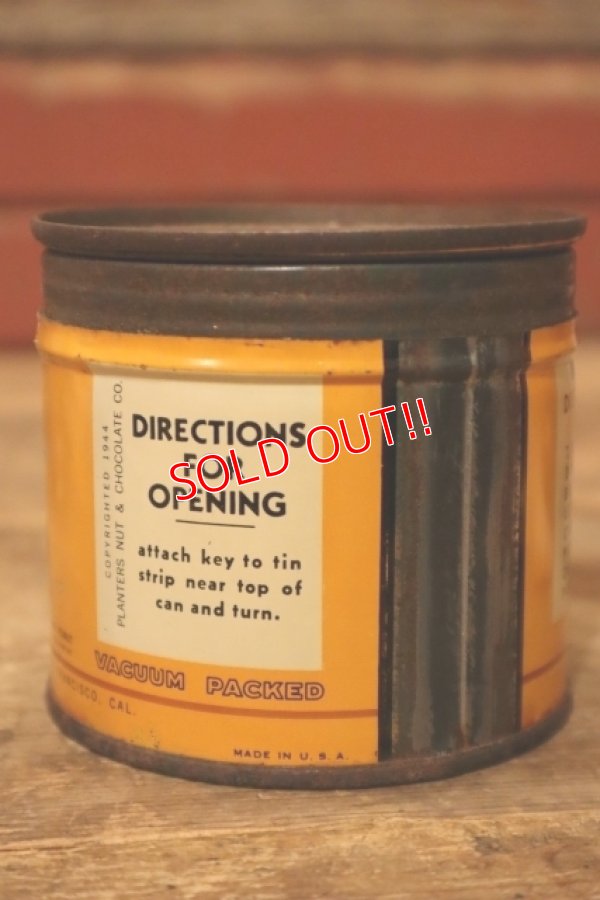 DIRECTIONS
FOR
OPENING
attach key to tin
strip near top of
can and turn.
COPYRIGHTED 1944
PLANTERS NUT & CHOCOLATE CO.
VACUUM PACKED
CAL.
MADE IN U.S.A.
SOLD OUT!!